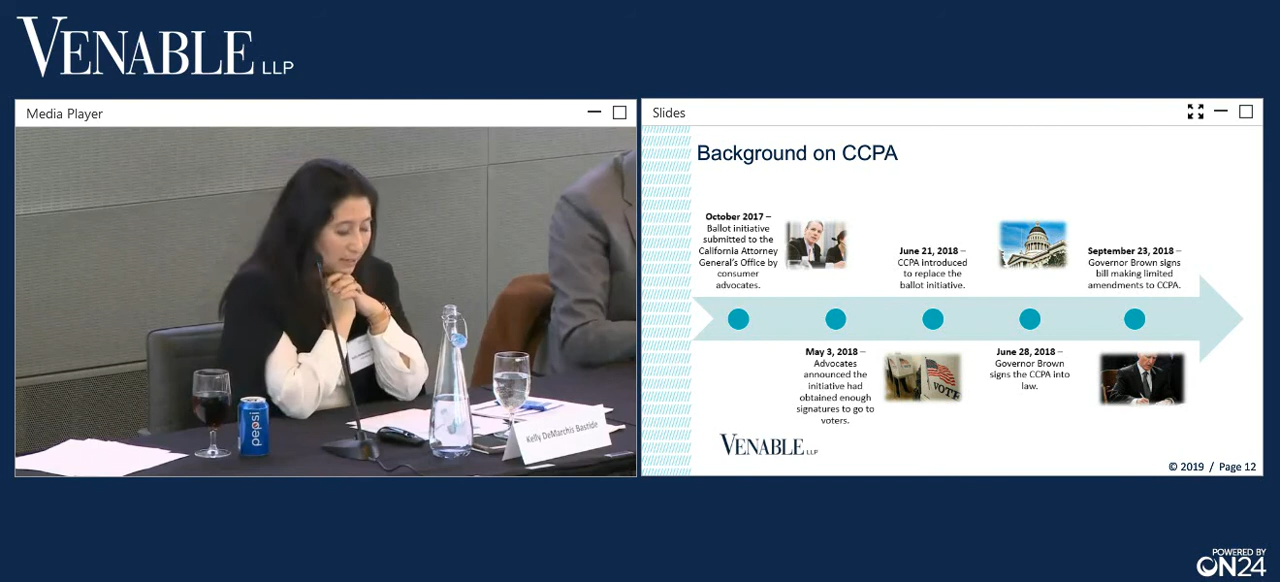 VENABLE LLP
Media Player
pepsi
Kelly DeMarchis Bastide
Slides
Background on CCPA
October 2017 –
Ballot initiative
submitted to the
California Attorney
General's Office by
consumer
advocates.
May 3, 2018 –
Advocates
announced the
initiative had
obtained enough
signatures to go to
voters.
June 21, 2018 –
CCPA introduced
to replace the
ballot initiative.
VOTE
June 28, 2018 –
Governor Brown
signs the CCPA into
law.
September 23, 2018 –
Governor Brown signs
bill making limited
amendments to CCPA.
VENABLE LLP
© 2019 / Page 12
POWERED BY
ON24